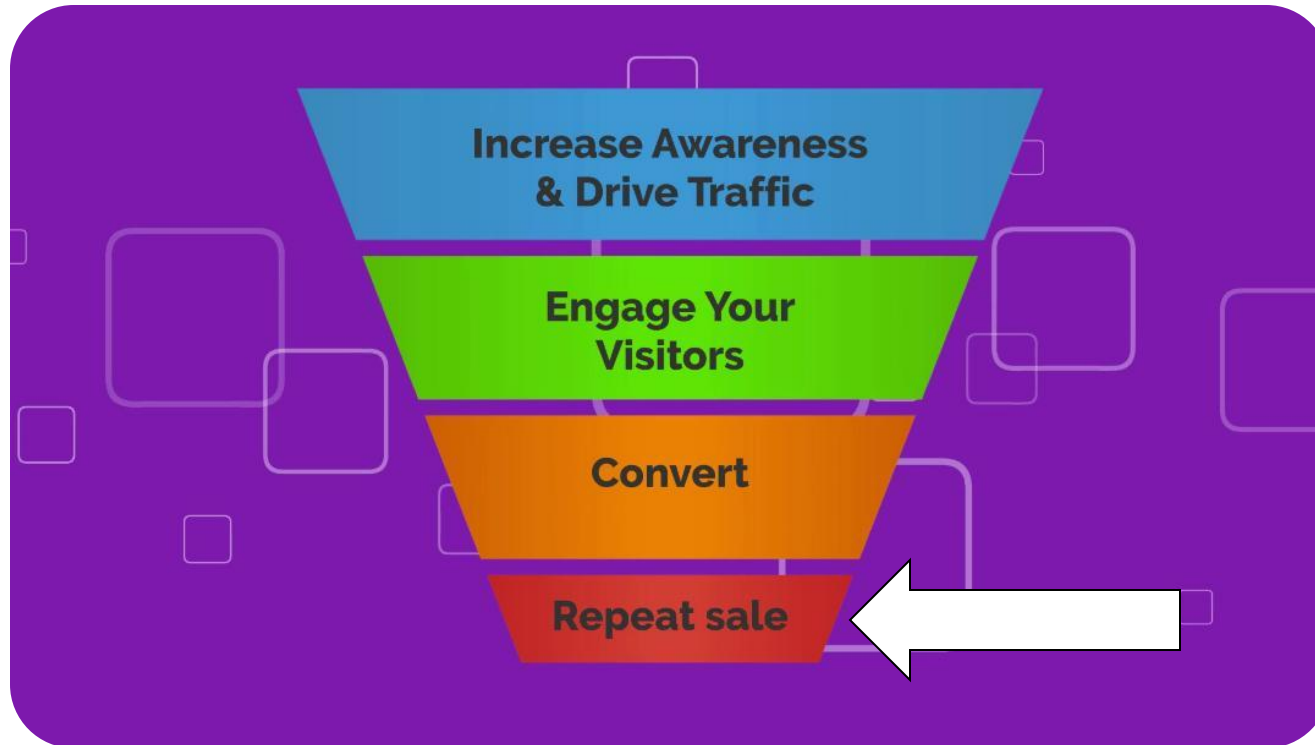 Increase Awareness
& Drive Traffic
Engage Your
Visitors
Convert
Repeat sale